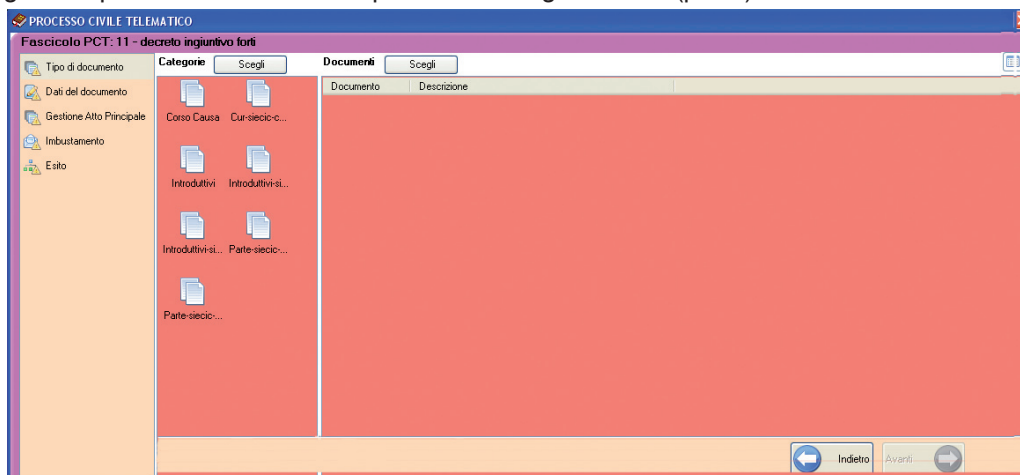 PROCESSO CIVILE TELEMATICO
Fascicolo PCT: 11 - decreto ingiuntivo forti
Tipo di documento
Dati del documento
Gestione Atto Principale
Imbustamento
Esito
Categorie Scegli
Corso Causa Cur-siecic-c...
Introduttivi Introduttivi-si...
Introduttivi-si... Parte-siecic-...
Parte-siecic-...
Documenti Scegli
Documento Descrizione
Indietro Avanti